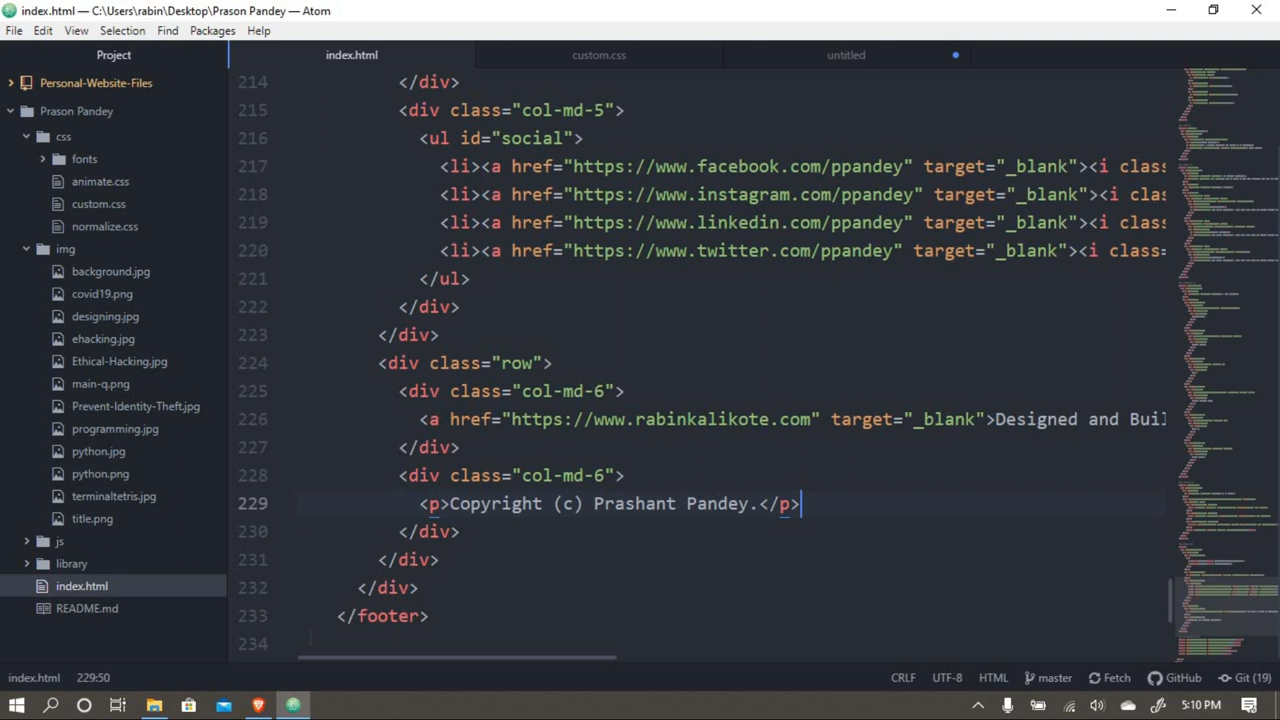 index.html — C:\Users\rabin\Desktop\Prason Pandey — Atom
File Edit View Selection Find Packages Help
Project
Personal-Website-Files
Prason Pandey
css
fonts
animate.css
custom.css
normalize.css
img
background.jpg
covid19.png
designing.jpg
ehacking.jpg
Ethical-Hacking.jpg
main-q.png
Prevent-Identity-Theft.jpg
programming.jpg
python.jpg
python.png
terminaltetris.jpg
title.png
js
library
index.html
README.md
index.html custom.css untitled
214 </div>
215 <div class="col-md-5">
216 <ul id="social">
217 <li> href="https://www.facebook.com/ppandey" target="_blank"><i class
218 <li> href="https://www.instagram.com/ppandey" target="_blank"><i clas
219 <li> href="https://www.linkedin.com/ppandey" target="_blank"><i class
220 <li> href="https://www.twitter.com/ppandey" target="_blank"><i class=
221 </ul>
222 </div>
223 </div>
224 <div class="row">
225 <div class="col-md-6">
226 <a href= https://www.rabinkalikote.com" target="_blank">Designed and Buil
227 </div>
228 <div class="col-md-6">
229 <p>Copyright Pandey </p>
230 </div>
231 </div>
232 </div>
233 </footer>
234
index.html 229:50 CRLF UTF-8 HTML master Fetch GitHub Git (19)
5:10 PM